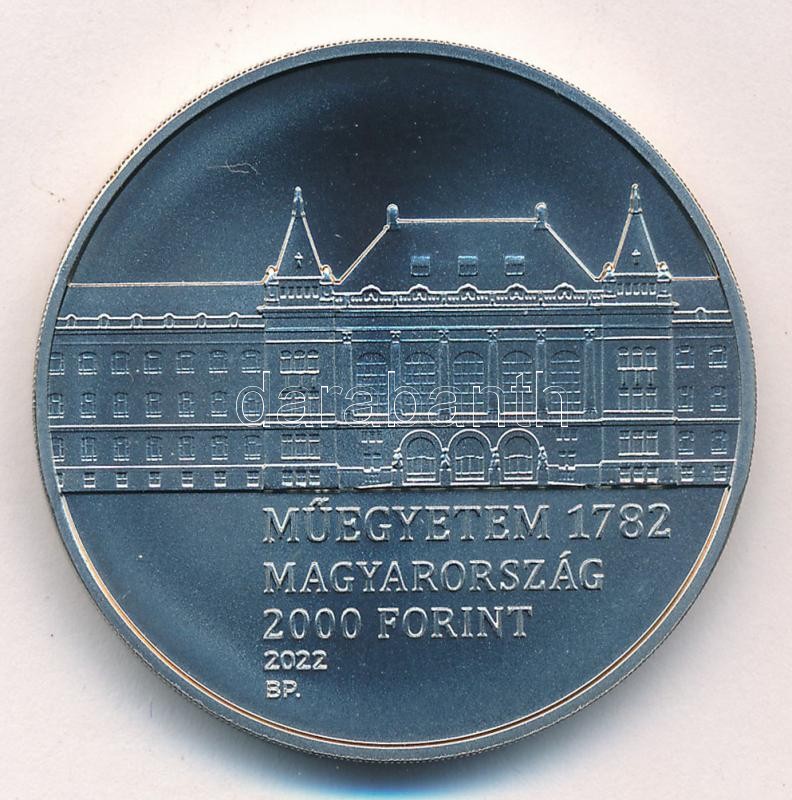 darabanth
MŰEGYETEM 1782
MAGYARORSZÁG
2000 FORINT
2022
BP.